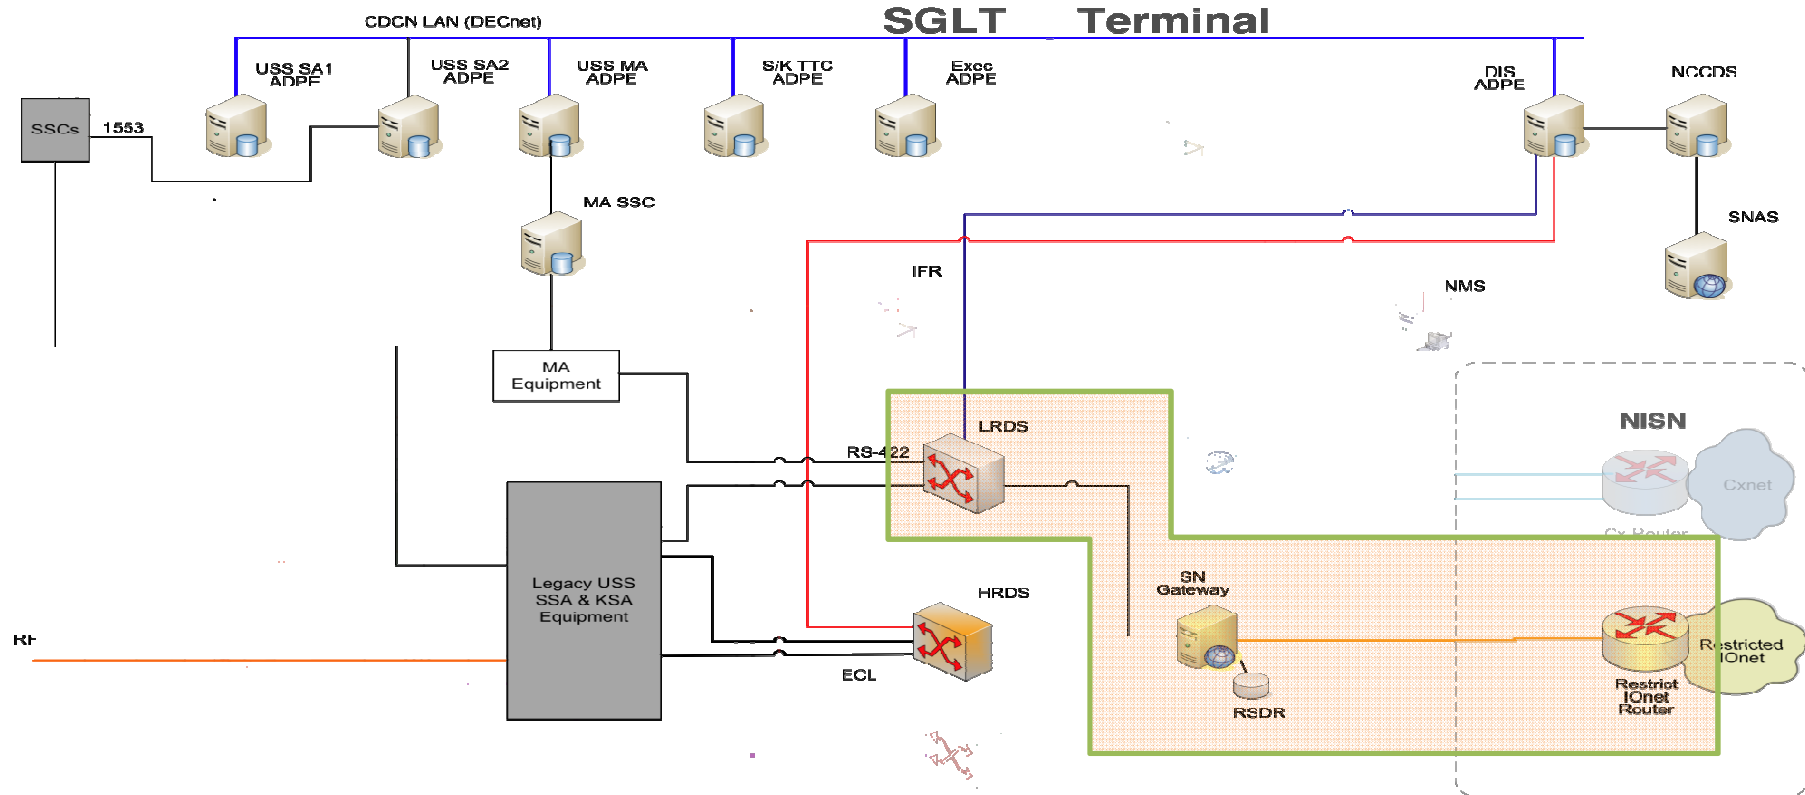 SGLT Terminal
CDCN LAN (DECnet)
USS SA1
ADPE
USS SA2
ADPE
USS MA
ADPE
S/K TTC
ADPE
Exec
ADPE
DIS
ADPE
NCCDS
SSCs
1553
MA SSC
SNAS
IFR
NMS
MA
Equipment
LRDS
NISN
RS-422
Cxnet
Cx Router
SN
Gateway
Legacy USS
SSA & KSA
Equipment
HRDS
RF
Restricted
IOnet
ECL
Restrict
IOnet
Router
RSDR